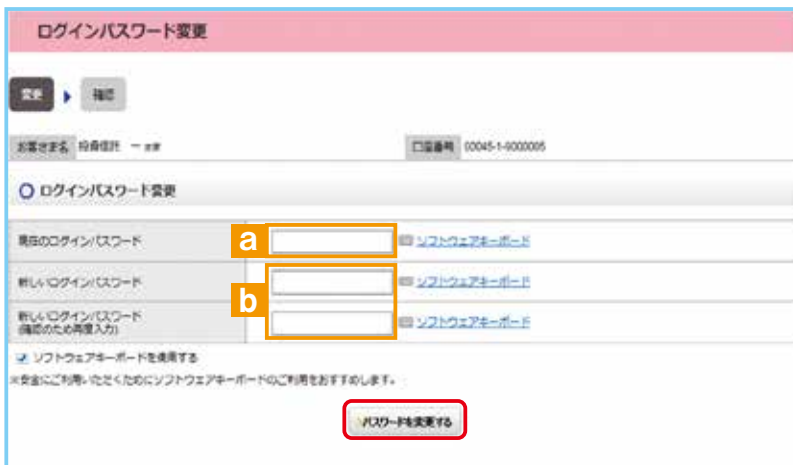 ログインパスワード変更
変更 確認
お客さま名 投資信託 一 さま 口座番号 00045-1-9000005
ログインパスワード変更
現在のログインパスワード a ソフトウェアキーボード
新しいログインパスワード b ソフトウェアキーボード
新しいログインパスワード
(確認のため再度入力) ソフトウェアキーボード
ソフトウェアキーボードを使用する
※安全にご利用いただくためにソフトウェアキーボードのご利用をおすすめします。
パスワードを変更する